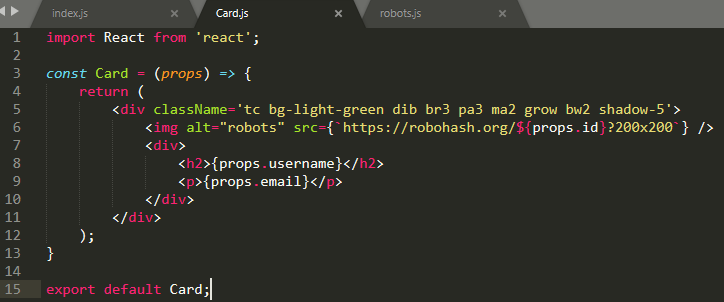 index.js Card.js robots.js
1 import React from 'react';
2
3 const Card = (props) => {
4 return (
5 <div className='tc bg-light-green dib br3 pa3 ma2 grow bw2 shadow-5'>
6 <img alt="robots" src={`https://robohash.org/${props.id}?200x200`} />
7 <div>
8 <h2>{props.username}</h2>
9 <p>{props.email}</p>
10 </div>
11 </div>
12 );
13 }
14
15 export default Card;